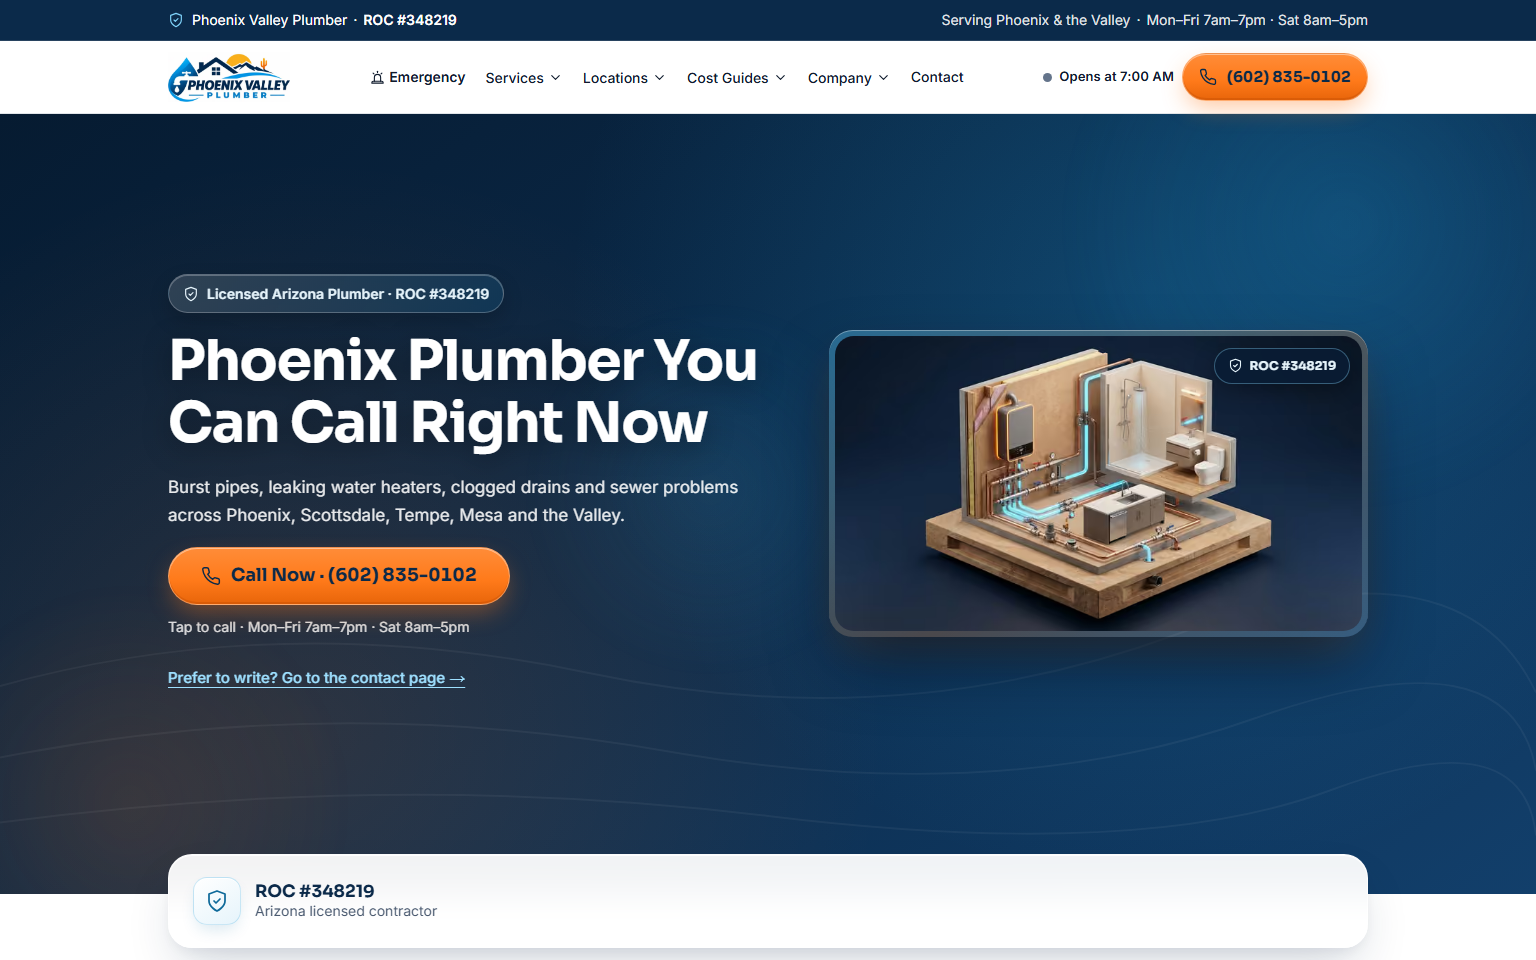 Phoenix Valley Plumber · ROC #348219
Serving Phoenix & the Valley · Mon–Fri 7am–7pm · Sat 8am–5pm
PHOENIX VALLEY
PLUMBER
Emergency
Services
Locations
Cost Guides
Company
Contact
Opens at 7:00 AM
(602) 835-0102
Licensed Arizona Plumber · ROC #348219
Phoenix Plumber You
Can Call Right Now
Burst pipes, leaking water heaters, clogged drains and sewer problems
across Phoenix, Scottsdale, Tempe, Mesa and the Valley.
Call Now · (602) 835-0102
Tap to call · Mon–Fri 7am–7pm · Sat 8am–5pm
Prefer to write? Go to the contact page →
ROC #348219
ROC #348219
Arizona licensed contractor